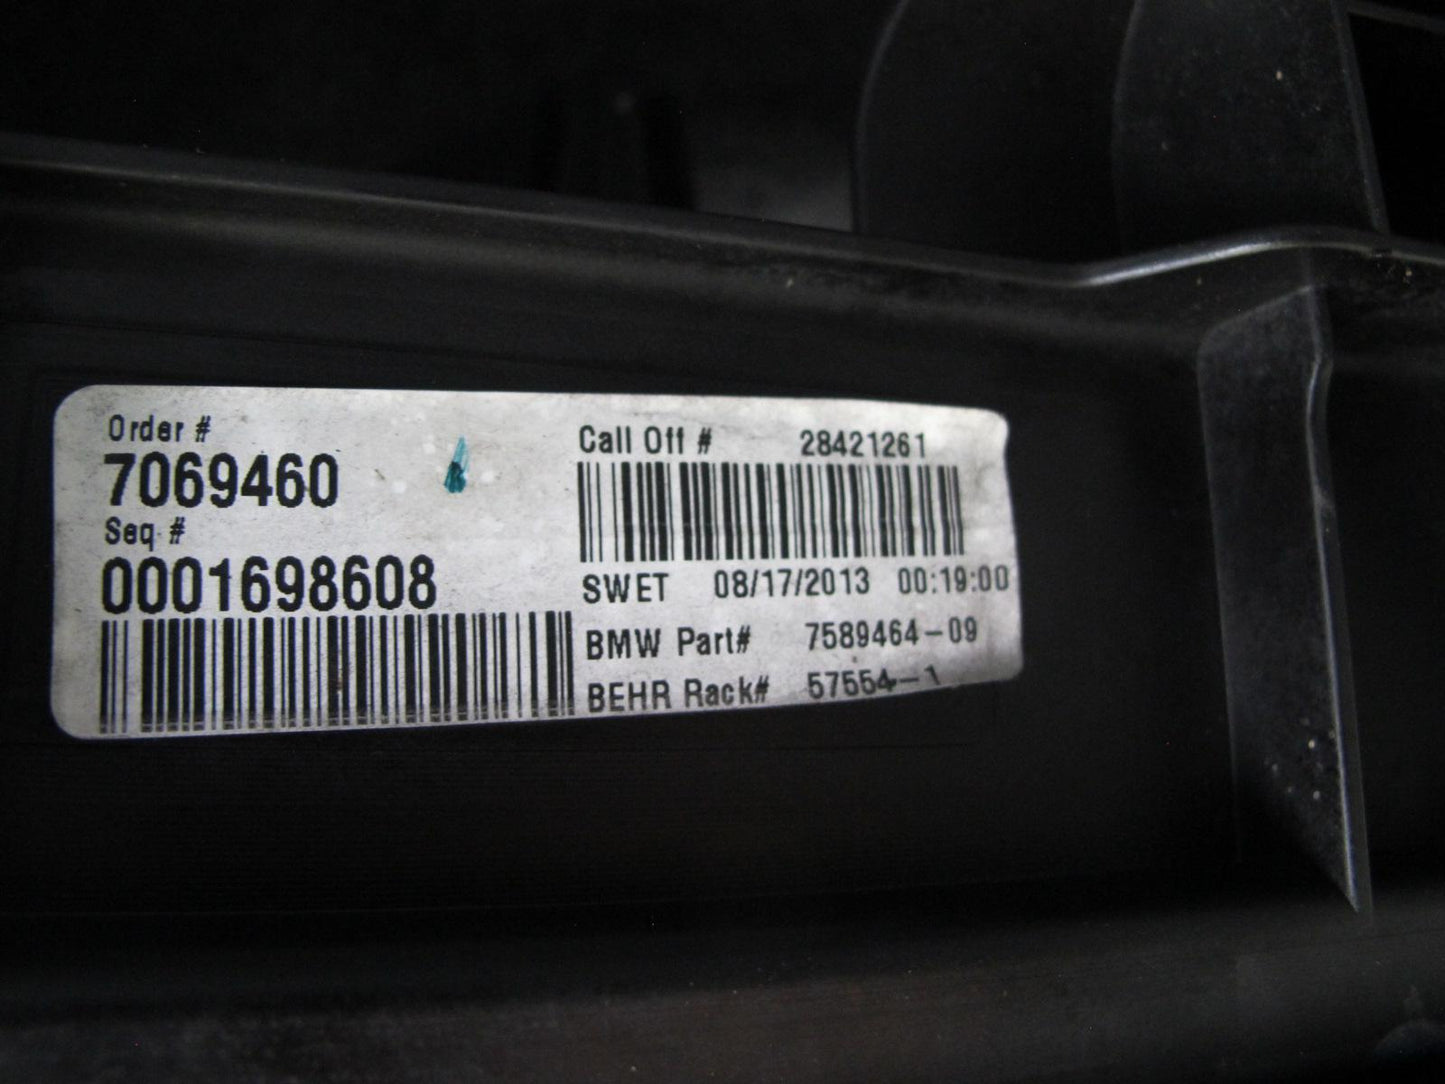 Order #
7069460
Seq #
0001698608
Call Off # 28421261
SWET 08/17/2013 00:19:00
BMW Part# 7589464-09
BEHR Rack# 57554-1